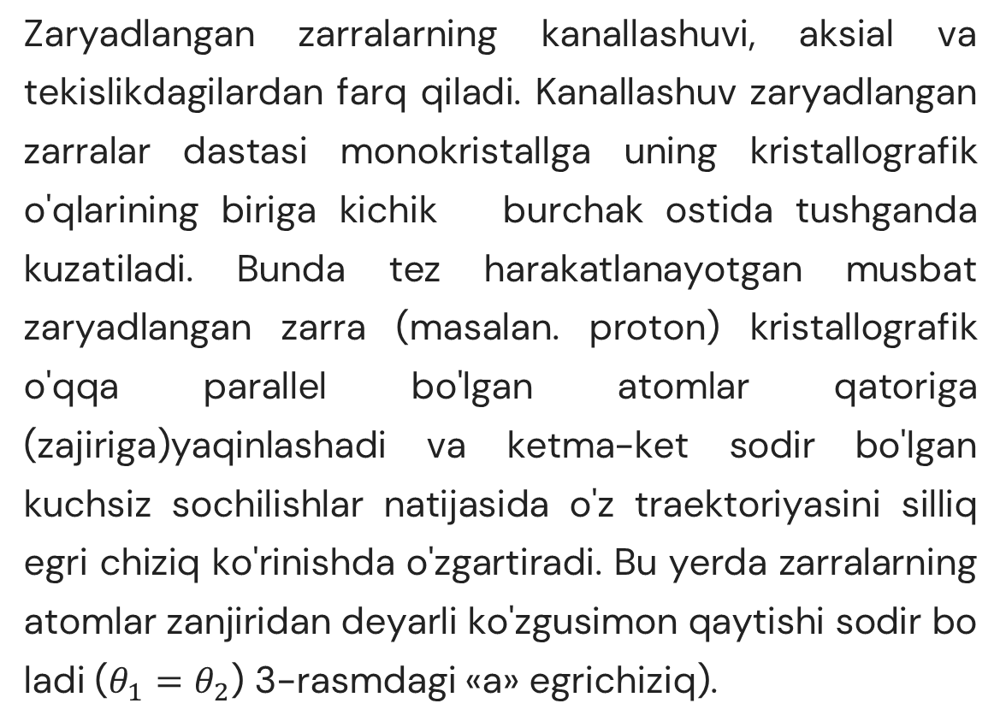 Zaryadlangan zarralarning kanallashuvi, aksial va
tekislikdagilardan farq qiladi. Kanallashuv zaryadlangan
zarralar dastasi monokristallga uning kristallografik
o'qlarining biriga kichik burchak ostida tushganda
kuzatiladi. Bunda tez harakatlanayotgan musbat
zaryadlangan zarra (masalan. proton) kristallografik
o'qqa parallel bo'lgan atomlar qatoriga
(zajiriga)yaqinlashadi va ketma-ket sodir bo'lgan
kuchsiz sochilishlar natijasida o'z traektoriyasini silliq
egri chiziq ko'rinishda o'zgartiradi. Bu yerda zarralarning
atomlar zanjiridan deyarli ko'zgusimon qaytishi sodir bo
ladi (θ₁ = θ₂) 3-rasmdagi «a» egrichiziq).